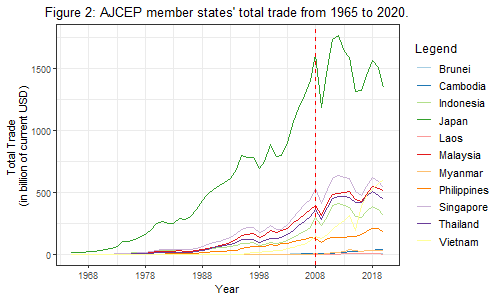 Figure 2: AJCEP member states' total trade from 1965 to 2020.
Total Trade
(in billion of current USD)
1500
1000
500
0
1968
1978
1988
1998
2008
2018
Year
Legend
Brunei
Cambodia
Indonesia
Japan
Laos
Malaysia
Myanmar
Philippines
Singapore
Thailand
Vietnam